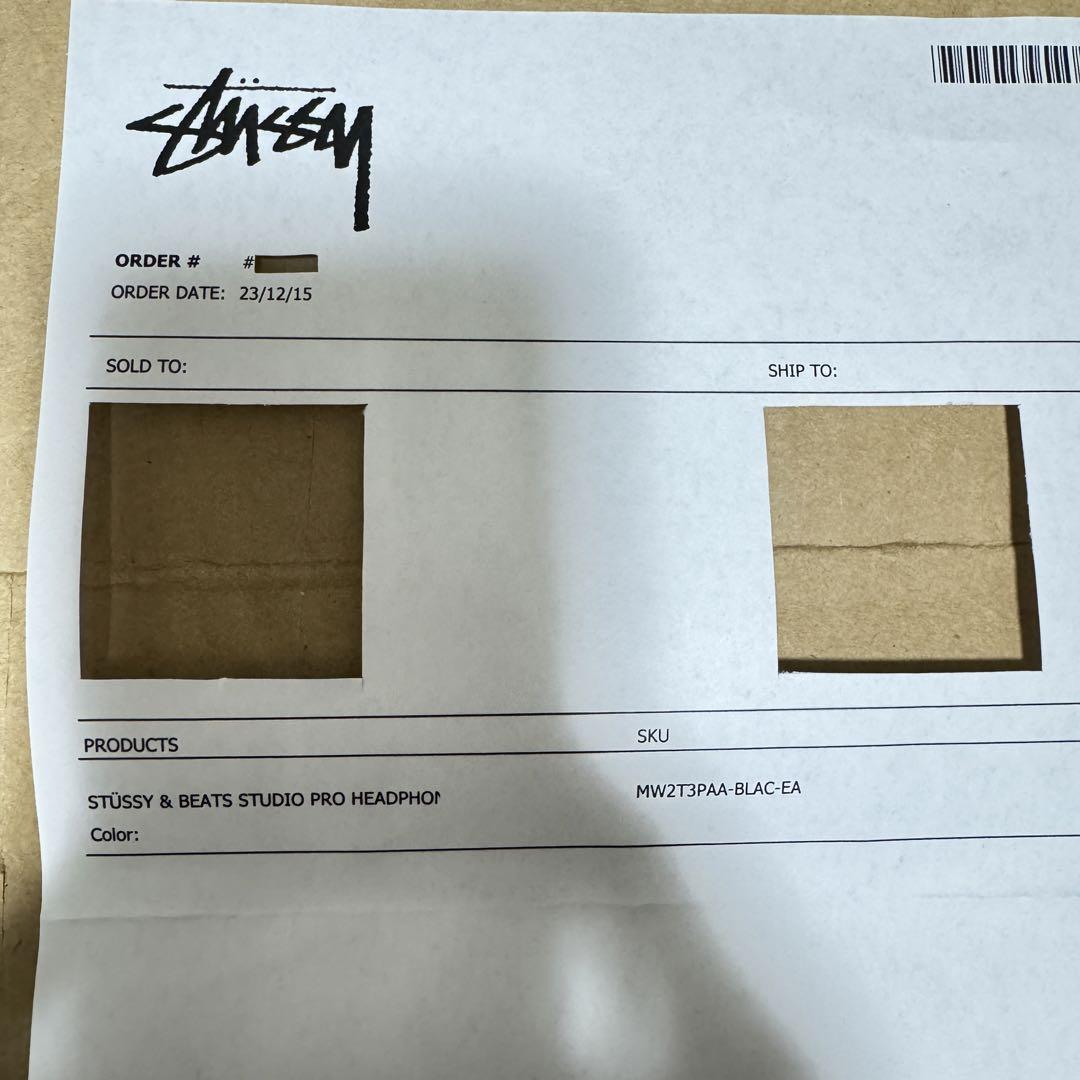 STÜSSY
ORDER # #
ORDER DATE: 23/12/15
SOLD TO: SHIP TO:
PRODUCTS SKU
STÜSSY & BEATS STUDIO PRO HEADPHON MW2T3PAA-BLAC-EA
Color: